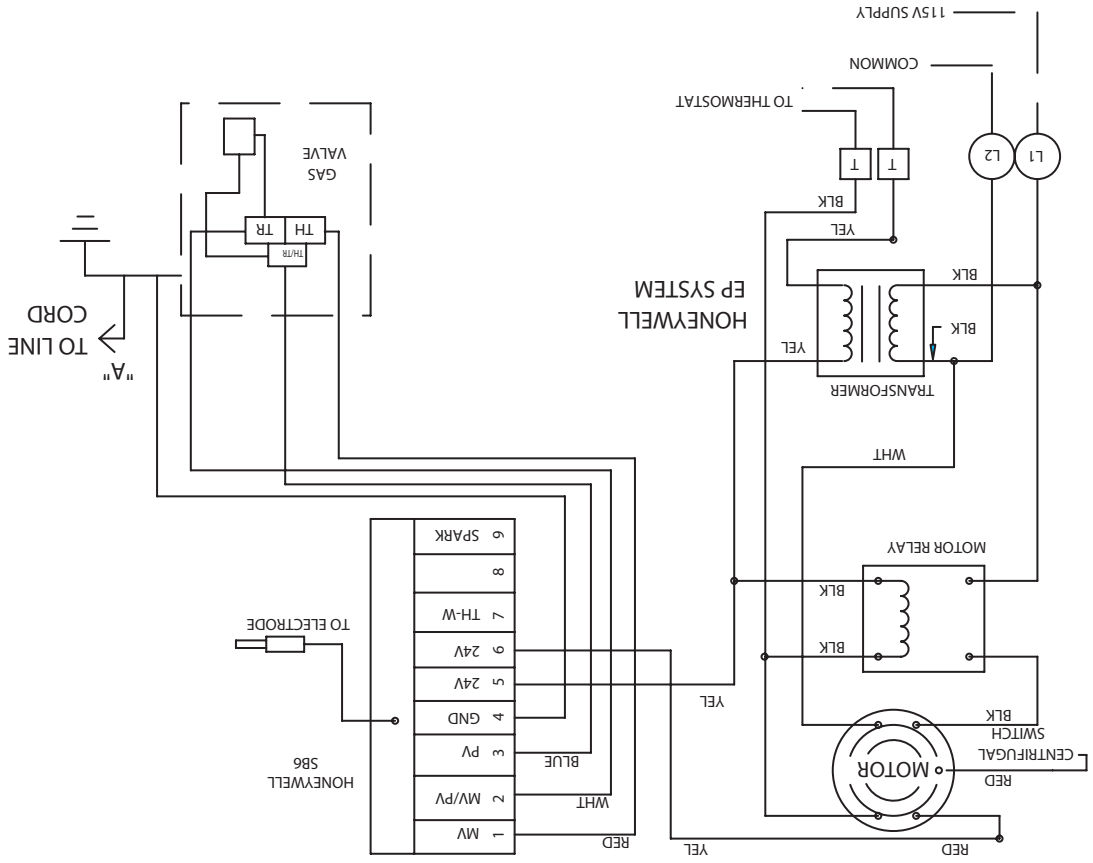 RED
YEL
RED
MOTOR
RED
CENTRIFUGAL
SWITCH
BLK
BLK
BLK
MOTOR RELAY
WHT
TRANSFORMER
BLK
BLK
YEL
YEL
HONEYWELL
EP SYSTEM
BLK
T
T
L1
L2
TO THERMOSTAT
COMMON
115V SUPPLY
YEL
RED
WHT
BLUE
1 MV
2 MV/PV
3 PV
4 GND
5 24V
6 24V
7 TH-W
8
9 SPARK
HONEYWELL
SB6
TO ELECTRODE
"A"
TO LINE
CORD
TH/TR
TH
TR
GAS
VALVE